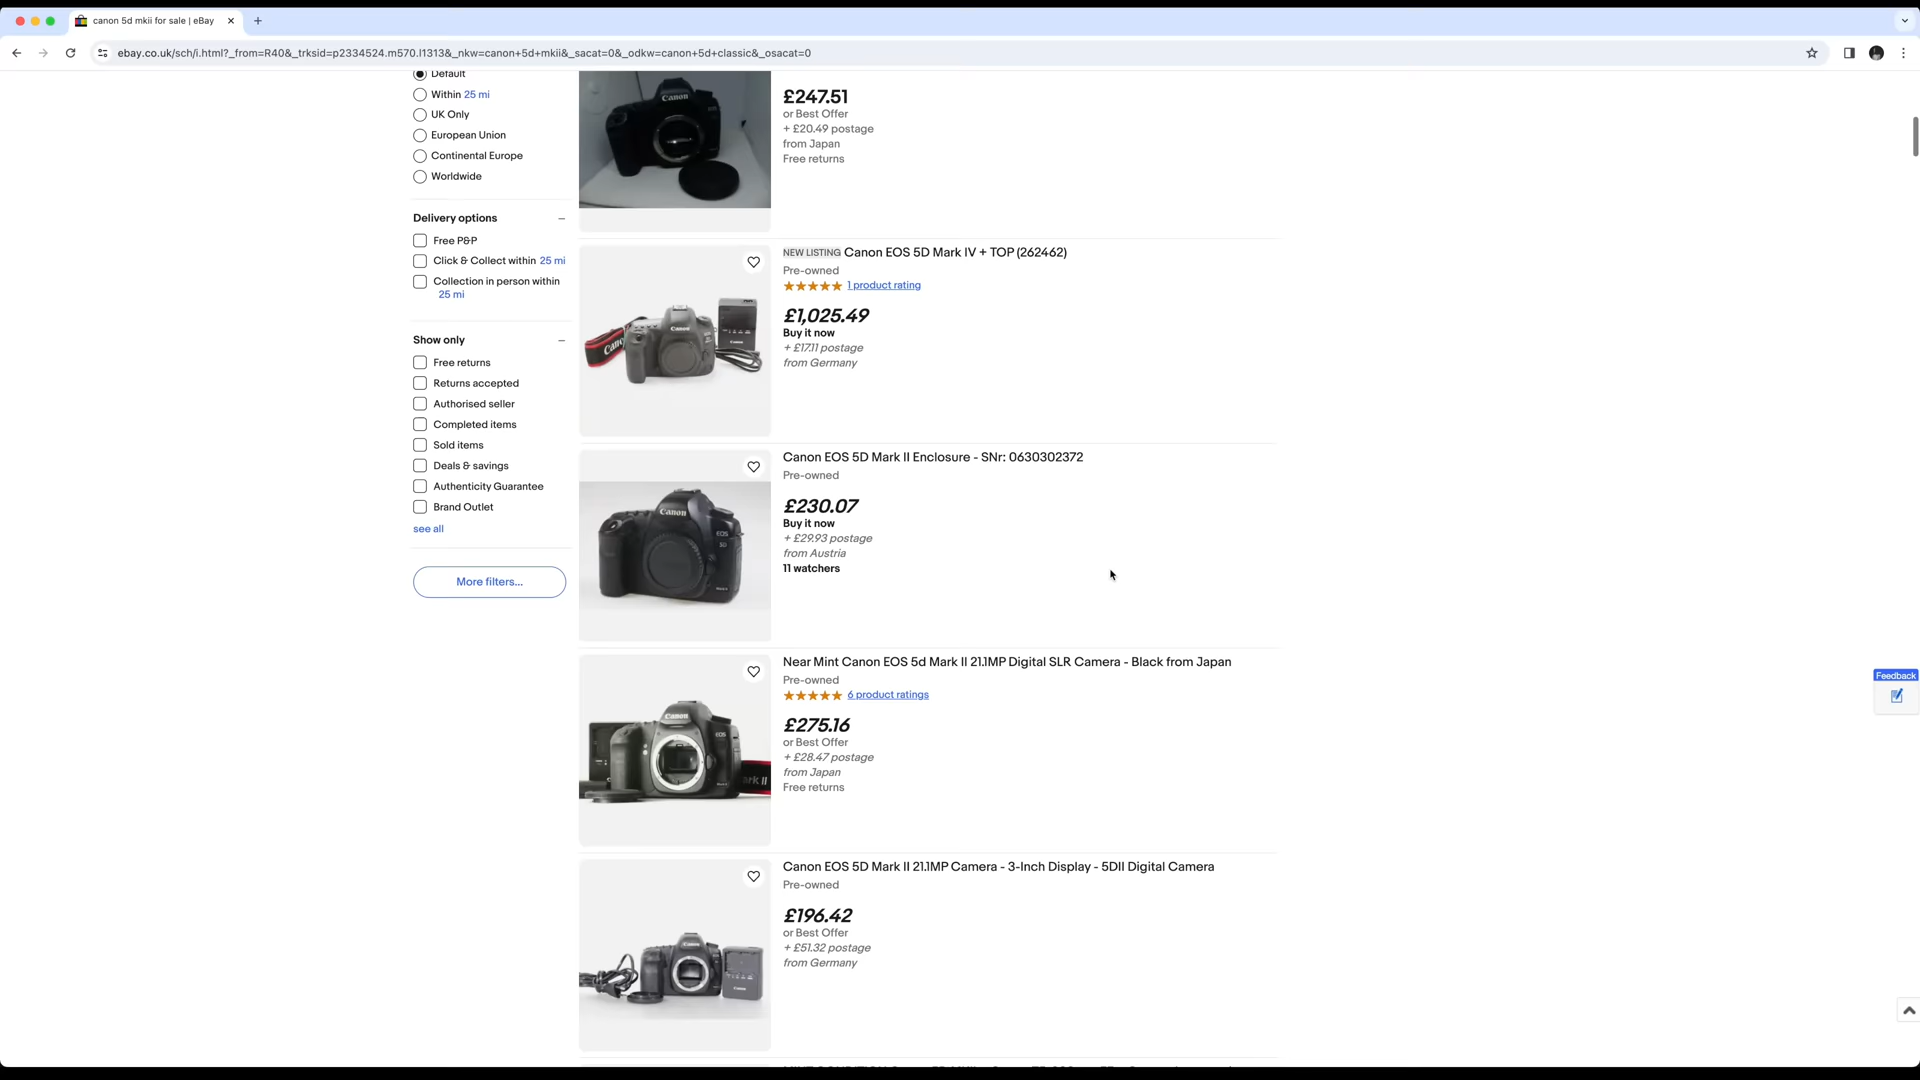 canon 5d mkii for sale | eBay
ebay.co.uk/sch/i.html?_from=R40&_trksid=p2334524.m570.l1313&_nkw=canon+5d+mkii&_sacat=0&_odkw=canon+5d+classic&_osacat=0
Default
Within 25 mi
UK Only
European Union
Continental Europe
Worldwide
Delivery options
Free P&P
Click & Collect within 25 mi
Collection in person within
25 mi
Show only
Free returns
Returns accepted
Authorised seller
Completed items
Sold items
Deals & savings
Authenticity Guarantee
Brand Outlet
see all
More filters...
Canon
£247.51
or Best Offer
+ £20.49 postage
from Japan
Free returns
Canon
NEW LISTING Canon EOS 5D Mark IV + TOP (262462)
Pre-owned
1 product rating
£1,025.49
Buy it now
+ £17.11 postage
from Germany
Canon
EOS
5D
Canon EOS 5D Mark II Enclosure - SNr: 0630302372
Pre-owned
£230.07
Buy it now
+ £29.93 postage
from Austria
11 watchers
Canon
EOS
Near Mint Canon EOS 5d Mark II 21.1MP Digital SLR Camera - Black from Japan
Pre-owned
6 product ratings
£275.16
or Best Offer
+ £28.47 postage
from Japan
Free returns
Canon
Canon EOS 5D Mark II 21.1MP Camera - 3-Inch Display - 5DII Digital Camera
Pre-owned
£196.42
or Best Offer
+ £51.32 postage
from Germany
Feedback